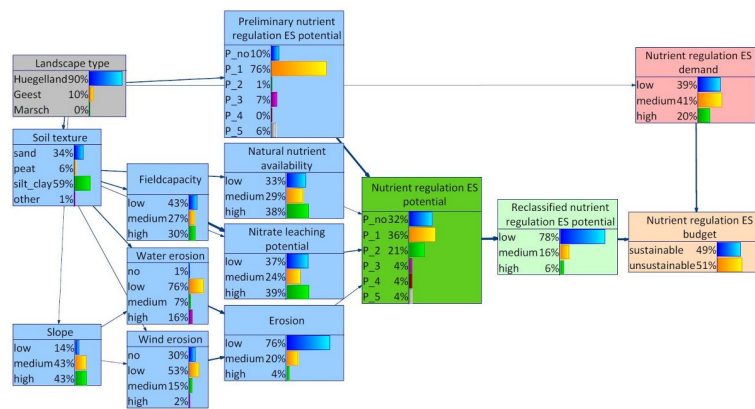 Preliminary nutrient
regulation ES potential
P_no 10%
P_1 76%
P_2 1%
P_3 7%
P_4 0%
P_5 6%
Landscape type
Huegelland 90%
Geest 10%
Marsch 0%
Nutrient regulation ES
demand
low 39%
medium 41%
high 20%
Soil texture
sand 34%
peat 6%
silt_clay 59%
other 1%
Fieldcapacity
low 43%
medium 27%
high 30%
Natural nutrient
availability
low 33%
medium 29%
high 38%
Nutrient regulation ES
potential
P_no 32%
P_1 36%
P_2 21%
P_3 4%
P_4 4%
P_5 4%
Reclassified nutrient
regulation ES potential
low 78%
medium 16%
high 6%
Nutrient regulation ES
budget
sustainable 49%
unsustainable 51%
Nitrate leaching
potential
low 37%
medium 24%
high 39%
Water erosion
no 1%
low 76%
medium 7%
high 16%
Slope
low 14%
medium 43%
high 43%
Wind erosion
no 30%
low 53%
medium 15%
high 2%
Erosion
low 76%
medium 20%
high 4%